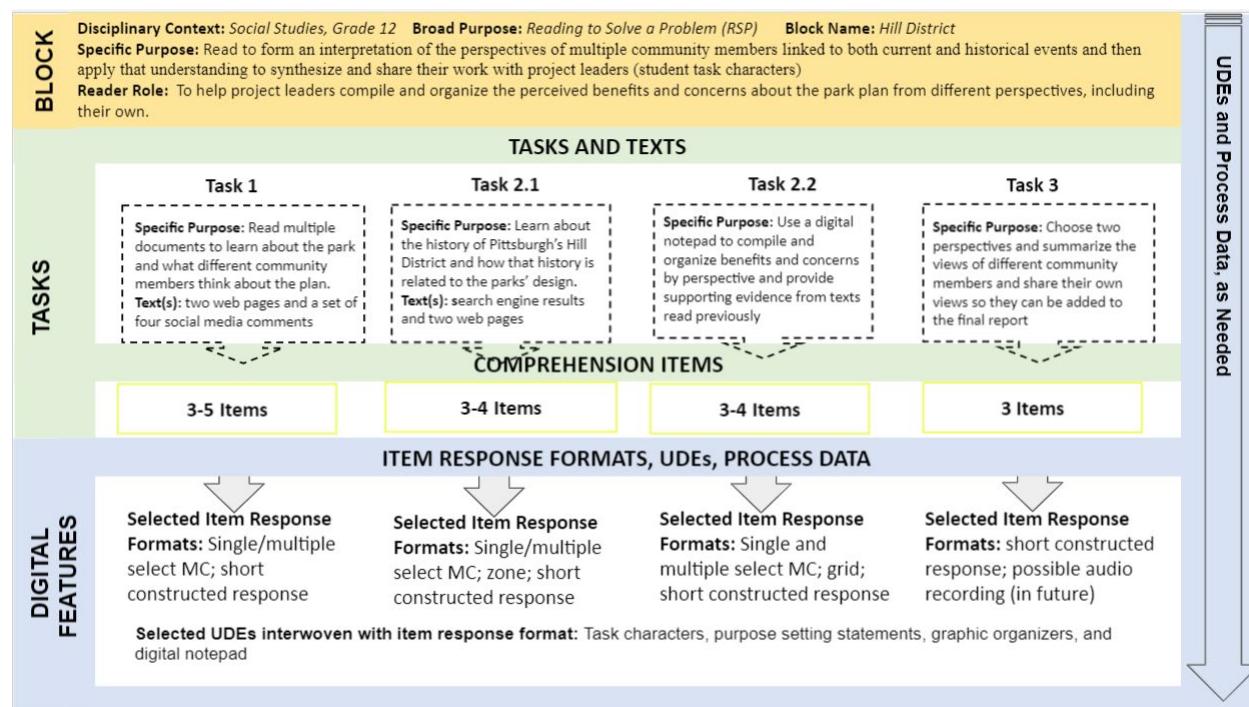 BLOCK
Disciplinary Context: Social Studies, Grade 12 Broad Purpose: Reading to Solve a Problem (RSP) Block Name: Hill District
Specific Purpose: Read to form an interpretation of the perspectives of multiple community members linked to both current and historical events and then
apply that understanding to synthesize and share their work with project leaders (student task characters)
Reader Role: To help project leaders compile and organize the perceived benefits and concerns about the park plan from different perspectives, including
their own.
TASKS
TASKS AND TEXTS
Task 1
Specific Purpose: Read multiple
documents to learn about the park
and what different community
members think about the plan.
Text(s): two web pages and a set of
four social media comments
Task 2.1
Specific Purpose: Learn about
the history of Pittsburgh's Hill
District and how that history is
related to the parks' design.
Text(s): search engine results
and two web pages
Task 2.2
Specific Purpose: Use a digital
notepad to compile and
organize benefits and concerns
by perspective and provide
supporting evidence from texts
read previously
Task 3
Specific Purpose: Choose two
perspectives and summarize the
views of different community
members and share their own
views so they can be added to
the final report
COMPREHENSION ITEMS
3-5 Items
3-4 Items
3-4 Items
3 Items
DIGITAL
FEATURES
ITEM RESPONSE FORMATS, UDEs, PROCESS DATA
Selected Item Response
Formats: Single/multiple
select MC; short
constructed response
Selected Item Response
Formats: Single/multiple
select MC; zone; short
constructed response
Selected Item Response
Formats: Single and
multiple select MC; grid;
short constructed response
Selected Item Response
Formats: short constructed
response; possible audio
recording (in future)
Selected UDEs interwoven with item response format: Task characters, purpose setting statements, graphic organizers, and
digital notepad
UDEs and Process Data, as Needed